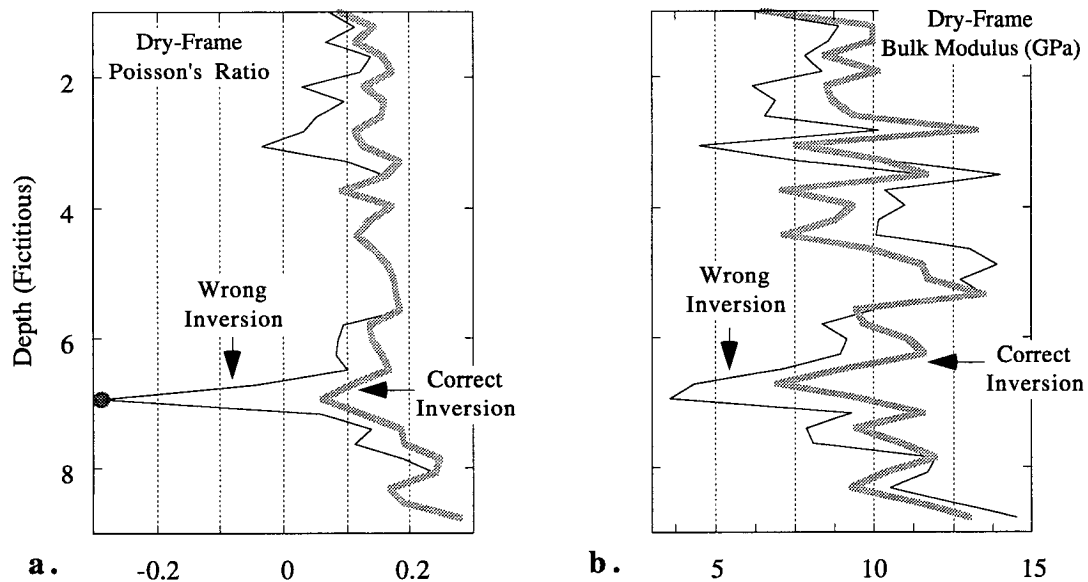 Dry-Frame
Poisson's Ratio
2
4
6
8
Depth (Fictitious)
Wrong
Inversion
Correct
Inversion
a.
-0.2
0
0.2
Dry-Frame
Bulk Modulus (GPa)
Wrong
Inversion
Correct
Inversion
b.
5
10
15